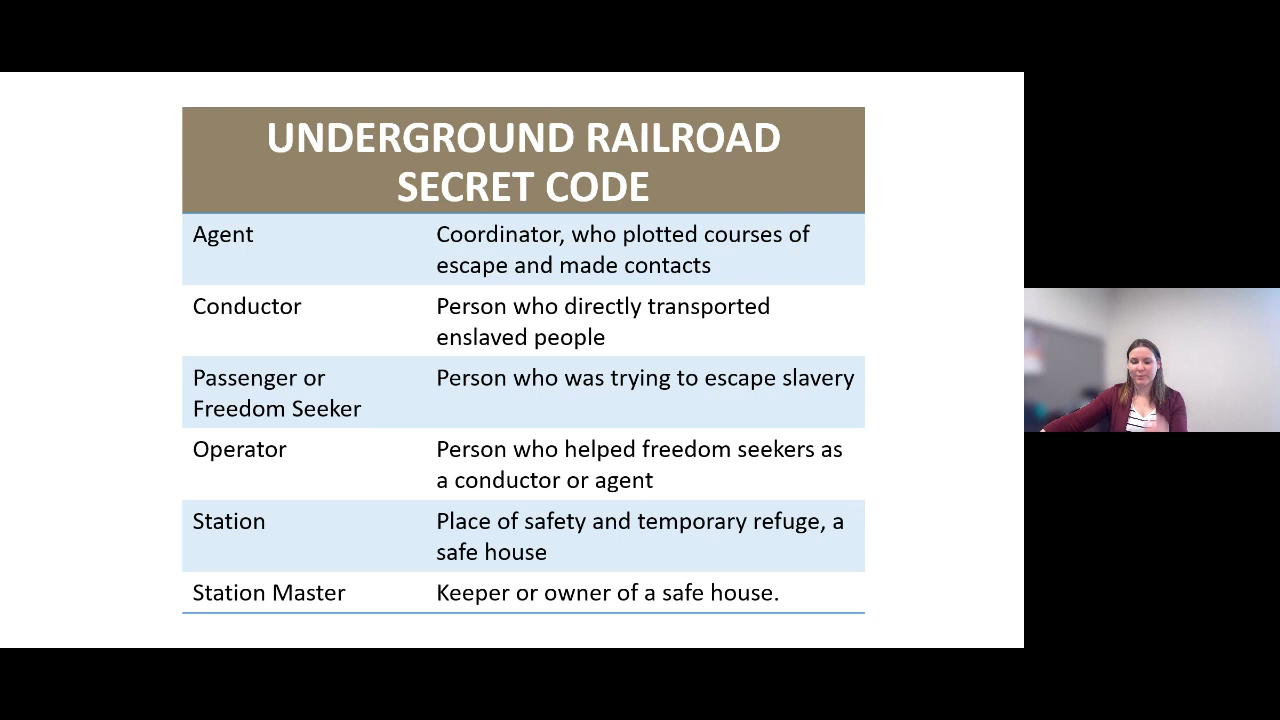 UNDERGROUND RAILROAD
SECRET CODE
Agent
Coordinator, who plotted courses of
escape and made contacts
Conductor
Person who directly transported
enslaved people
Passenger or
Freedom Seeker
Person who was trying to escape slavery
Operator
Person who helped freedom seekers as
a conductor or agent
Station
Place of safety and temporary refuge, a
safe house
Station Master
Keeper or owner of a safe house.